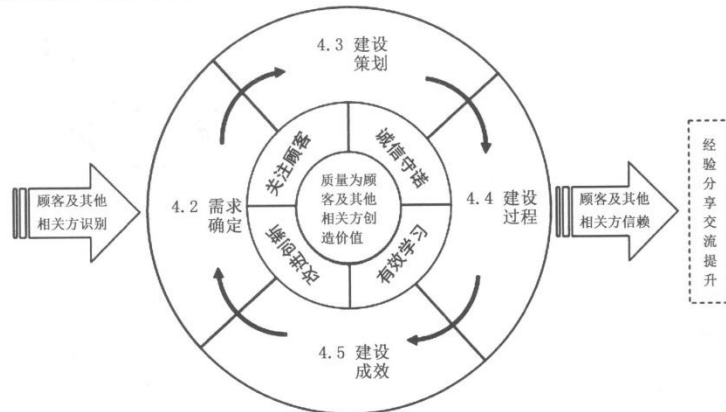 4.3 建设
策划
关注顾客
诚信守诺
顾客及其他
相关方识别
4.2 需求
确定
质量为顾
客及其他
相关方创
造价值
4.4 建设
过程
顾客及其他
相关方信赖
经验分享交流提升
改进创新
有效学习
4.5 建设
成效